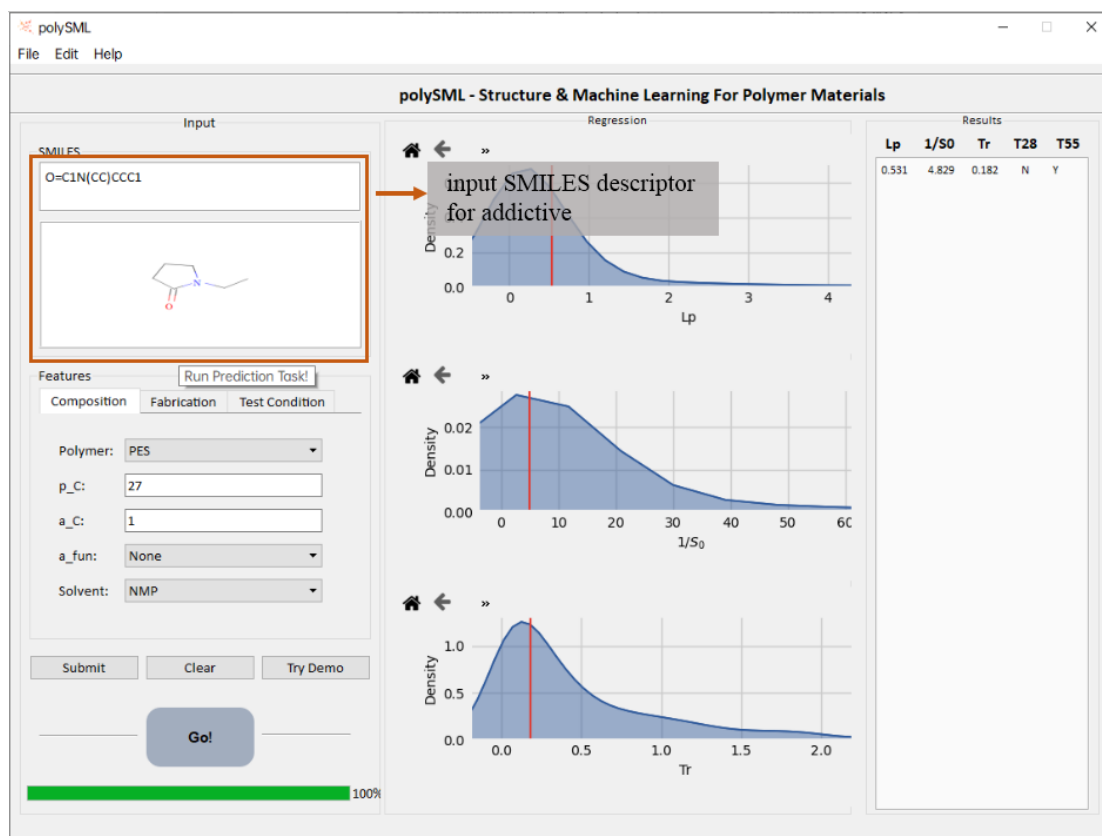 polySML
File Edit Help
polySML - Structure & Machine Learning For Polymer Materials
Input
SMILES
O=C1N(CC)CCC1
N
O
Run Prediction Task!
Features
Composition Fabrication Test Condition
Polymer: PES
p_C: 27
a_C: 1
a_fun: None
Solvent: NMP
Submit Clear Try Demo
Go!
100%
Regression
»
input SMILES descriptor
for addictive
Density
0.2
0.0
0 1 2 3 4
Lp
»
Density
0.02
0.01
0.00
0 10 20 30 40 50
1/S₀
»
Density
1.0
0.5
0.0
0.0 0.5 1.0 1.5 2.0
Tr
Results
Lp 1/S0 Tr T28 T55
0.531 4.829 0.182 N Y